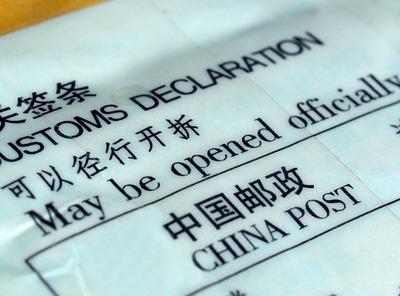 关签条
CUSTOMS DECLARATION
可以径行开拆
May be opened officially
中国邮政
CHINA POST